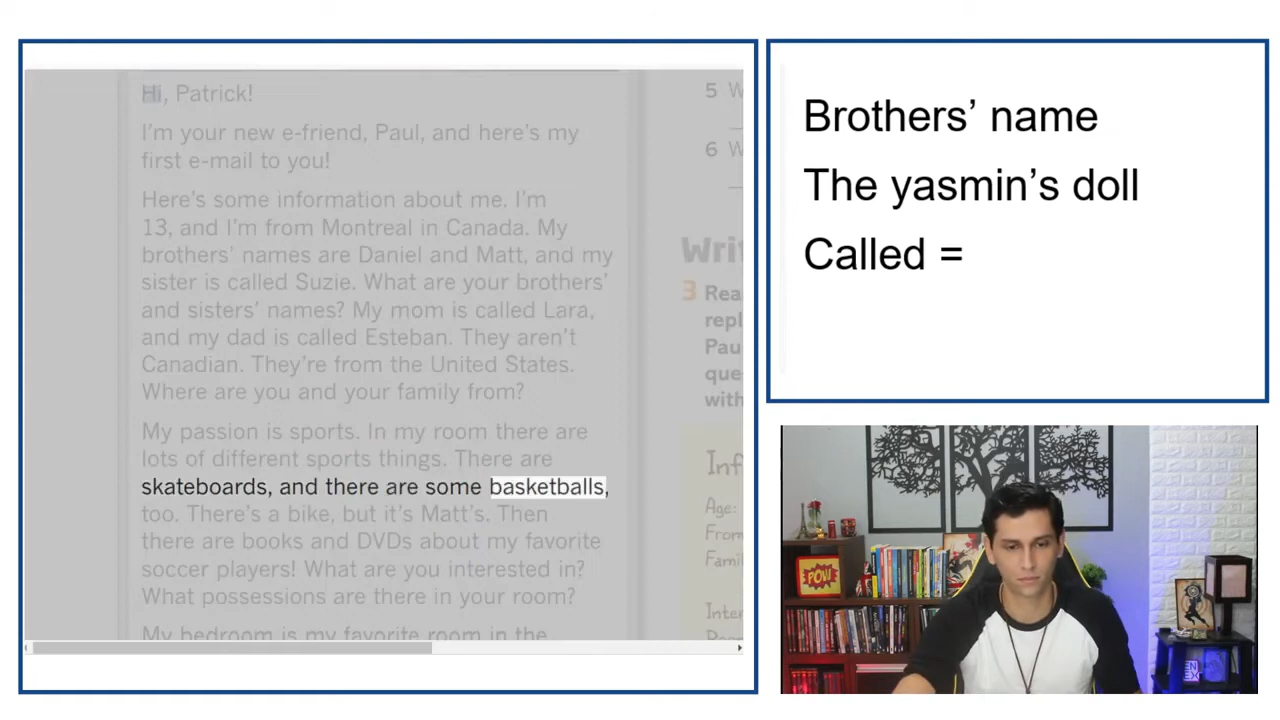 Hi, Patrick!
I'm your new e-friend, Paul, and here's my
first e-mail to you!
Here's some information about me. I'm
13, and I'm from Montreal in Canada. My
brothers' names are Daniel and Matt, and my
sister is called Suzie. What are your brothers'
and sisters' names? My mom is called Lara,
and my dad is called Esteban. They aren't
Canadian. They're from the United States.
Where are you and your family from?
My passion is sports. In my room there are
lots of different sports things. There are
skateboards, and there are some basketballs,
too. There's a bike, but it's Matt's. Then
there are books and DVDs about my favorite
soccer players! What are you interested in?
What possessions are there in your room?
My bedroom is my favorite room in the
5 W
6 W
Writ
3 Rea
repl
Pau
que
with
Inf
Age:
From
Famil
Inter
Brothers’ name
The yasmin’s doll
Called =
POW